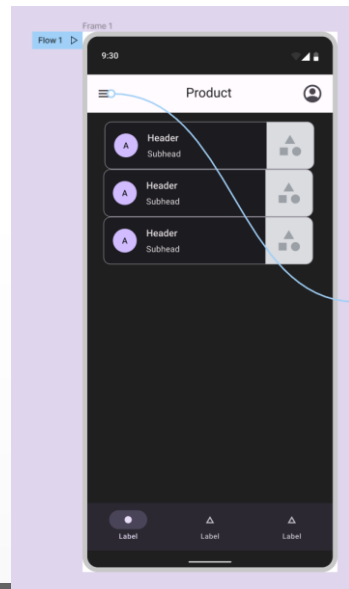 Frame 1
Flow 1
9:30
Product
A
Header
Subhead
A
Header
Subhead
A
Header
Subhead
Label
Label
Label